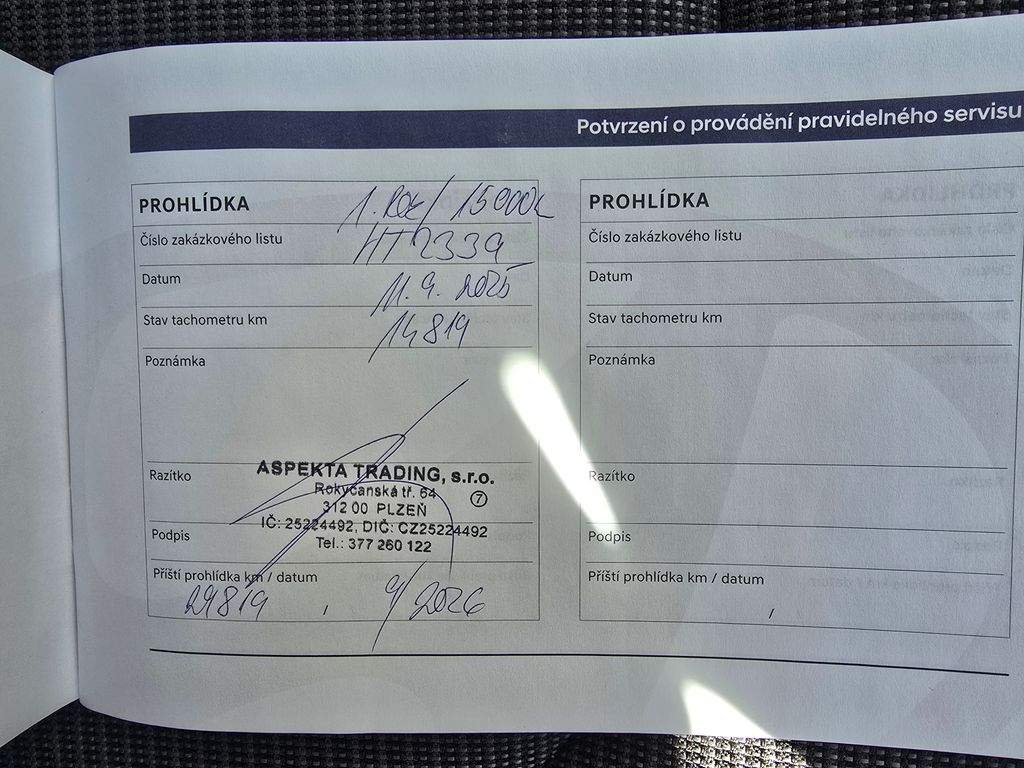 Potvrzení o provádění pravidelného servisu
PROHLÍDKA 1. ROK / 15000
Číslo zakázkového listu HT2339
Datum 11. 9. 2025
Stav tachometru km 14819
Poznámka
Razítko
ASPEKTA TRADING, s.r.o.
Rokycanská tř. 64
7
312 00 PLZEŇ
IČ: 25224492, DIČ: CZ25224492
Tel.: 377 260 122
Podpis
Příští prohlídka km / datum
29819 / 9/2026
PROHLÍDKA
Číslo zakázkového listu
Datum
Stav tachometru km
Poznámka
Razítko
Podpis
Příští prohlídka km / datum
/